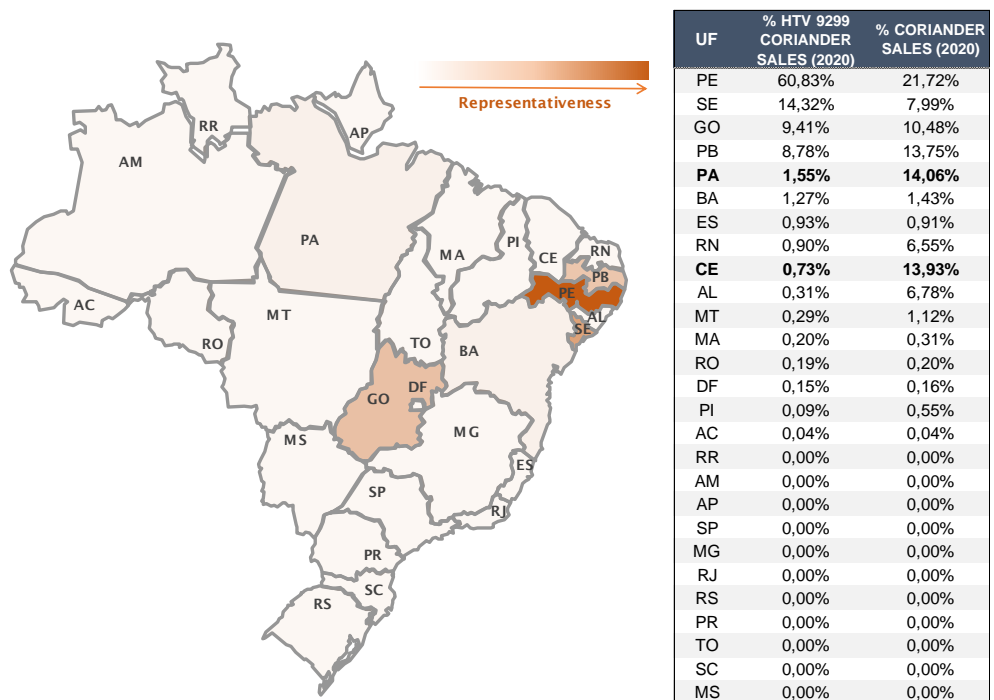 RR
AP
AM
PA
MA
PI
CE
RN
PB
PE
AL
SE
AC
RO
MT
TO
BA
DF
GO
MG
MS
ES
SP
RJ
PR
SC
RS
Representativeness
UF % HTV 9299 CORIANDER SALES (2020) % CORIANDER SALES (2020)
PE 60,83% 21,72%
SE 14,32% 7,99%
GO 9,41% 10,48%
PB 8,78% 13,75%
PA 1,55% 14,06%
BA 1,27% 1,43%
ES 0,93% 0,91%
RN 0,90% 6,55%
CE 0,73% 13,93%
AL 0,31% 6,78%
MT 0,29% 1,12%
MA 0,20% 0,31%
RO 0,19% 0,20%
DF 0,15% 0,16%
PI 0,09% 0,55%
AC 0,04% 0,04%
RR 0,00% 0,00%
AM 0,00% 0,00%
AP 0,00% 0,00%
SP 0,00% 0,00%
MG 0,00% 0,00%
RJ 0,00% 0,00%
RS 0,00% 0,00%
PR 0,00% 0,00%
TO 0,00% 0,00%
SC 0,00% 0,00%
MS 0,00% 0,00%